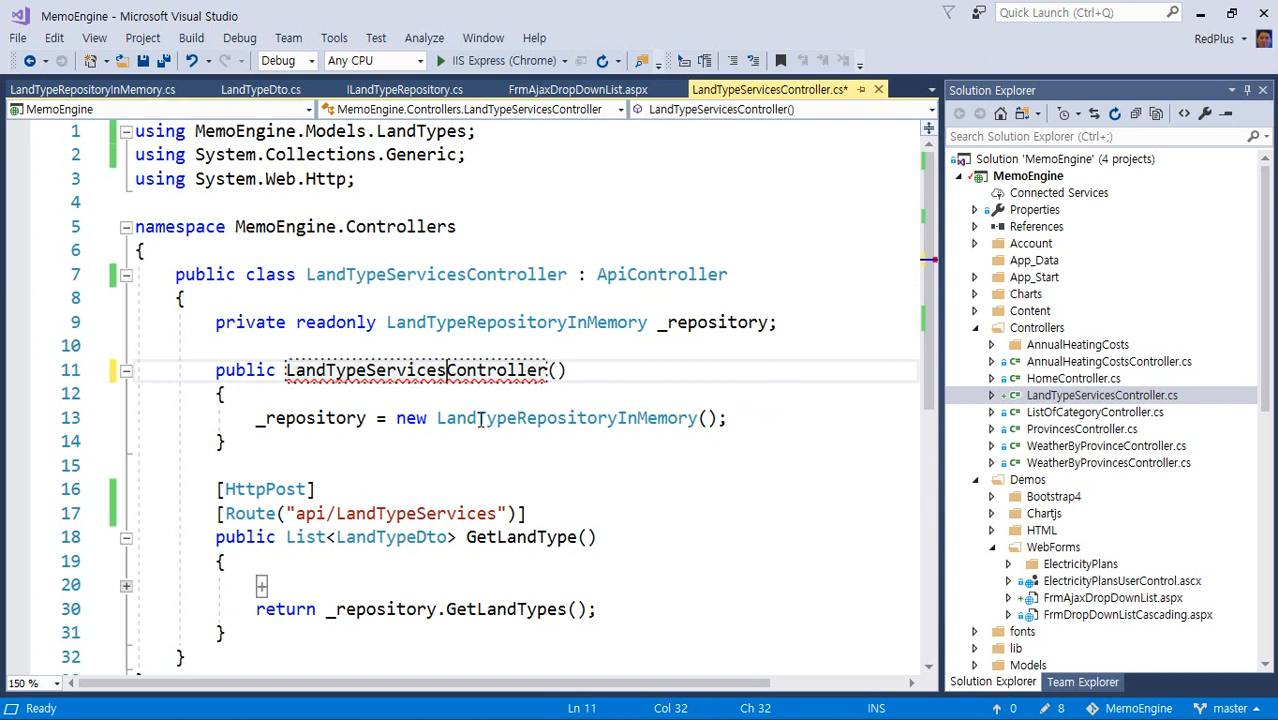 MemoEngine - Microsoft Visual Studio
Quick Launch (Ctrl+Q)
File Edit View Project Build Debug Team Tools Test Analyze Window Help
RedPlus
Debug Any CPU IIS Express (Chrome)
LandTypeRepositoryInMemory.cs LandTypeDto.cs ILandTypeRepository.cs FrmAjaxDropDownList.aspx LandTypeServicesController.cs*
MemoEngine MemoEngine.Controllers.LandTypeServicesController LandTypeServicesController()
1 using MemoEngine.Models.LandTypes;
2 using System.Collections.Generic;
3 using System.Web.Http;
4
5 namespace MemoEngine.Controllers
6 {
7 public class LandTypeServicesController : ApiController
8 {
9 private readonly LandTypeRepositoryInMemory _repository;
10
11 public LandTypeServicesController()
12 {
13 _repository = new LandTypeRepositoryInMemory();
14 }
15
16 [HttpPost]
17 [Route("api/LandTypeServices")]
18 public List<LandTypeDto> GetLandType()
19 {
20
30 return _repository.GetLandTypes();
31 }
32 }
150 %
Solution Explorer
Search Solution Explorer (Ctrl+;)
Solution 'MemoEngine' (4 projects)
MemoEngine
Connected Services
Properties
References
Account
App_Data
App_Start
Charts
Content
Controllers
AnnualHeatingCosts
AnnualHeatingCostsController.cs
HomeController.cs
LandTypeServicesController.cs
ListOfCategoryController.cs
ProvincesController.cs
WeatherByProvinceController.cs
WeatherByProvincesController.cs
Demos
Bootstrap4
Chartjs
HTML
WebForms
ElectricityPlans
ElectricityPlansUserControl.ascx
FrmAjaxDropDownList.aspx
FrmDropDownListCascading.aspx
fonts
lib
Models
Solution Explorer Team Explorer
Ready Ln 11 Col 32 Ch 32 INS 0 8 MemoEngine master